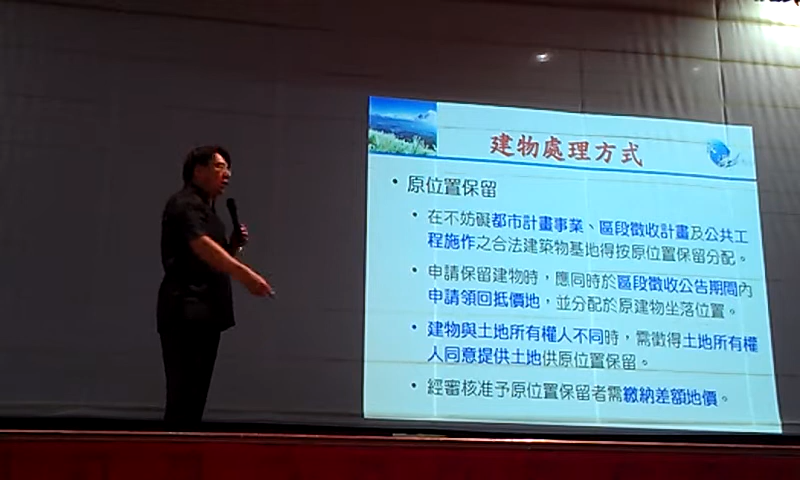 建物處理方式
• 原位置保留
• 在不妨礙都市計畫事業、區段徵收計畫及公共工
程施作之合法建築物基地得按原位置保留分配。
• 申請保留建物時，應同時於區段徵收公告期間內
申請領回抵價地，並分配於原建物坐落位置。
• 建物與土地所有權人不同時，需徵得土地所有權
人同意提供土地供原位置保留。
• 經審核准予原位置保留者需繳納差額地價。